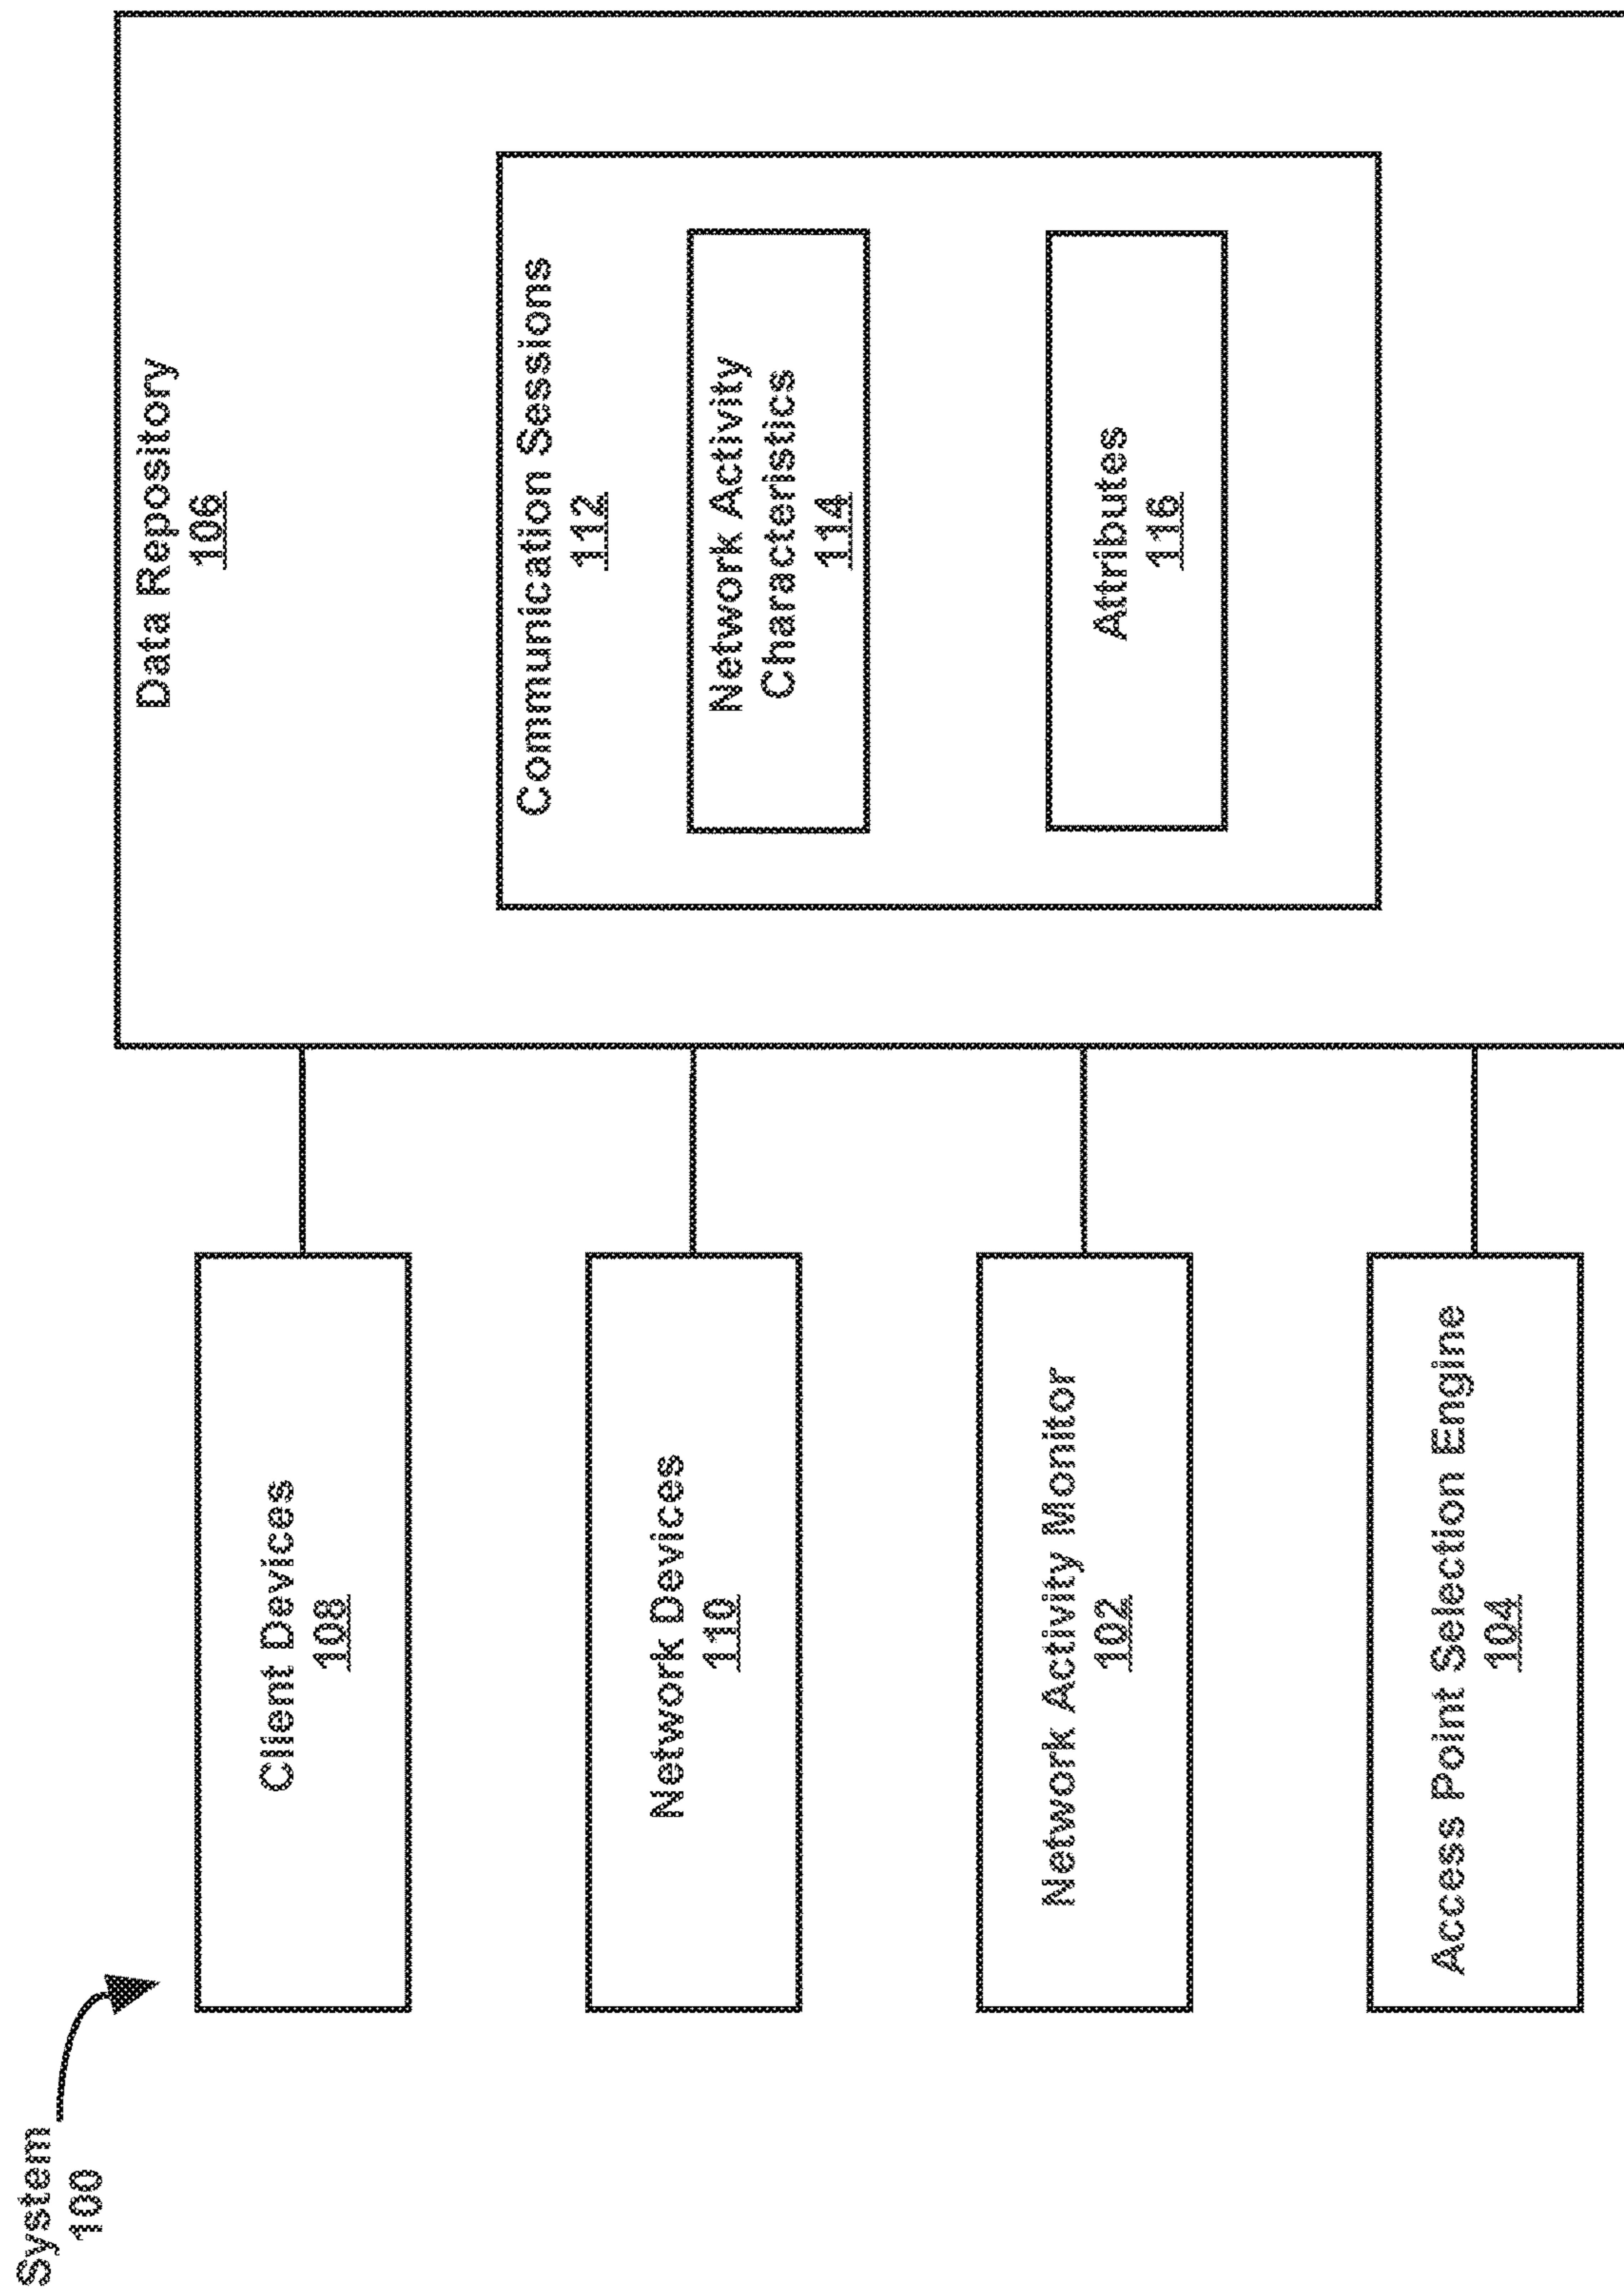 System
100
Client Devices
108
Network Devices
110
Network Activity Monitor
102
Access Point Selection Engine
104
Data Repository
106
Communication Sessions
112
Network Activity
Characteristics
114
Attributes
116